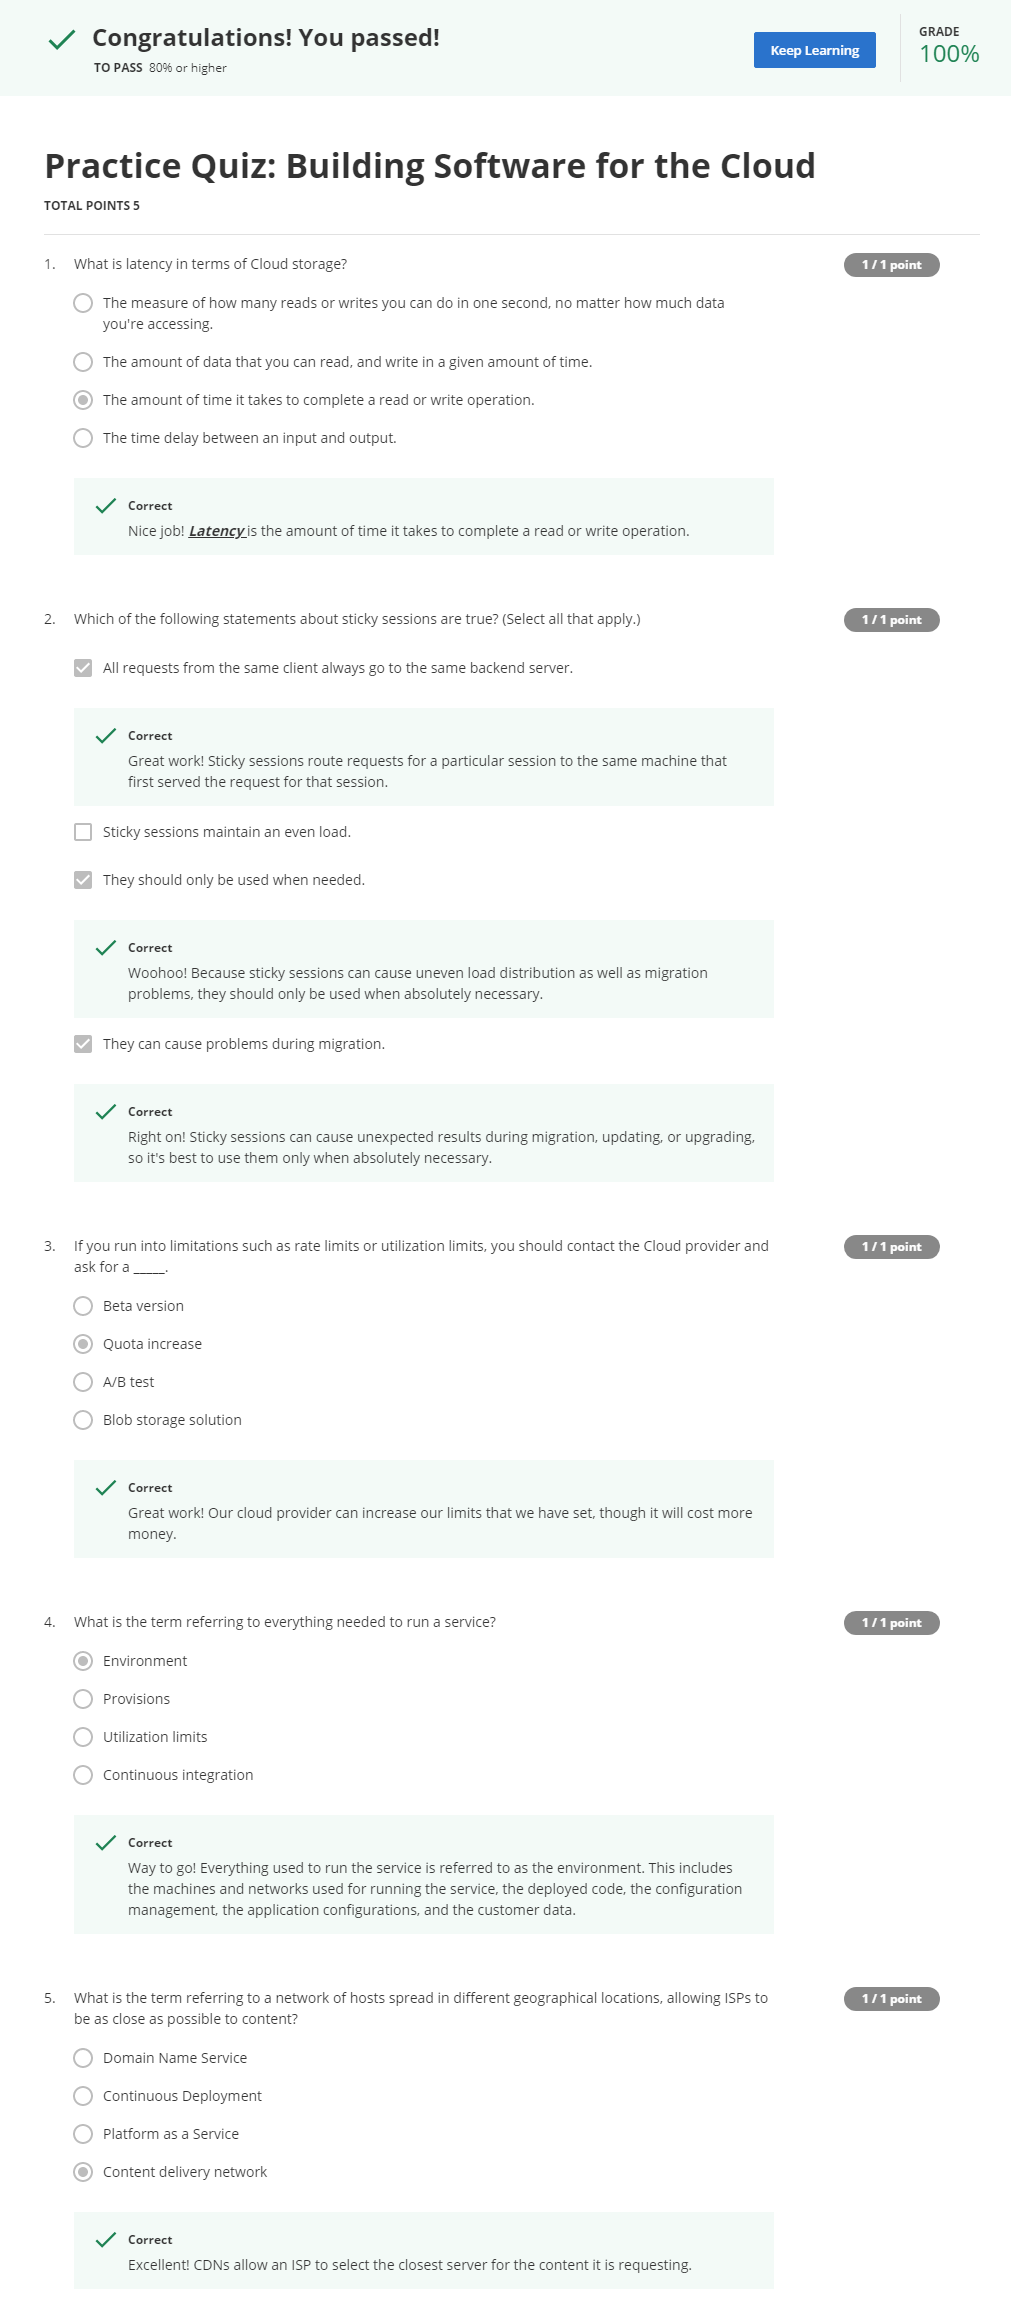 Congratulations! You passed!
TO PASS 80% or higher
Keep Learning
GRADE
100%
Practice Quiz: Building Software for the Cloud
TOTAL POINTS 5
1. What is latency in terms of Cloud storage?
1 / 1 point
The measure of how many reads or writes you can do in one second, no matter how much data
you're accessing.
The amount of data that you can read, and write in a given amount of time.
The amount of time it takes to complete a read or write operation.
The time delay between an input and output.
Correct
Nice job! Latency is the amount of time it takes to complete a read or write operation.
2. Which of the following statements about sticky sessions are true? (Select all that apply.)
1 / 1 point
All requests from the same client always go to the same backend server.
Correct
Great work! Sticky sessions route requests for a particular session to the same machine that
first served the request for that session.
Sticky sessions maintain an even load.
They should only be used when needed.
Correct
Woohoo! Because sticky sessions can cause uneven load distribution as well as migration
problems, they should only be used when absolutely necessary.
They can cause problems during migration.
Correct
Right on! Sticky sessions can cause unexpected results during migration, updating, or upgrading,
so it's best to use them only when absolutely necessary.
3. If you run into limitations such as rate limits or utilization limits, you should contact the Cloud provider and
ask for a _____.
1 / 1 point
Beta version
Quota increase
A/B test
Blob storage solution
Correct
Great work! Our cloud provider can increase our limits that we have set, though it will cost more
money.
4. What is the term referring to everything needed to run a service?
1 / 1 point
Environment
Provisions
Utilization limits
Continuous integration
Correct
Way to go! Everything used to run the service is referred to as the environment. This includes
the machines and networks used for running the service, the deployed code, the configuration
management, the application configurations, and the customer data.
5. What is the term referring to a network of hosts spread in different geographical locations, allowing ISPs to
be as close as possible to content?
1 / 1 point
Domain Name Service
Continuous Deployment
Platform as a Service
Content delivery network
Correct
Excellent! CDNs allow an ISP to select the closest server for the content it is requesting.